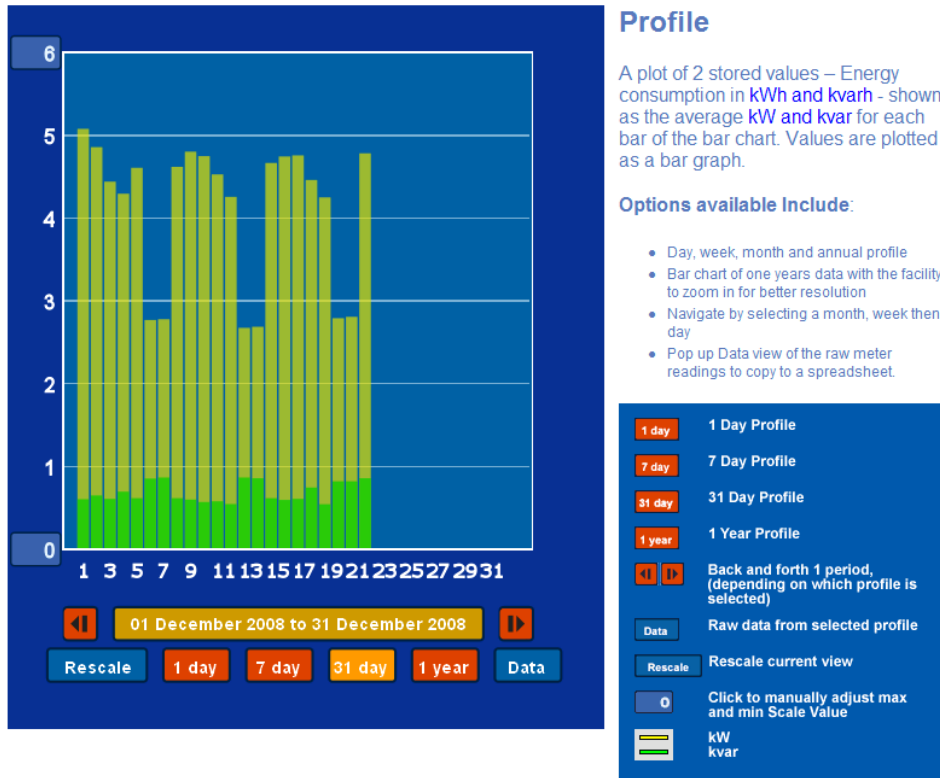 6
5
4
3
2
1
0
1 3 5 7 9 11 13 15 17 19 21 23 25 27 29 31
01 December 2008 to 31 December 2008
Rescale 1 day 7 day 31 day 1 year Data
Profile
A plot of 2 stored values – Energy
consumption in kWh and kvarh - shown
as the average kW and kvar for each
bar of the bar chart. Values are plotted
as a bar graph.
Options available Include:
Day, week, month and annual profile
Bar chart of one years data with the facility
to zoom in for better resolution
Navigate by selecting a month, week then
day
Pop up Data view of the raw meter
readings to copy to a spreadsheet.
1 day 1 Day Profile
7 day 7 Day Profile
31 day 31 Day Profile
1 year 1 Year Profile
Back and forth 1 period,
(depending on which profile is
selected)
Data Raw data from selected profile
Rescale Rescale current view
0 Click to manually adjust max
and min Scale Value
kW
kvar